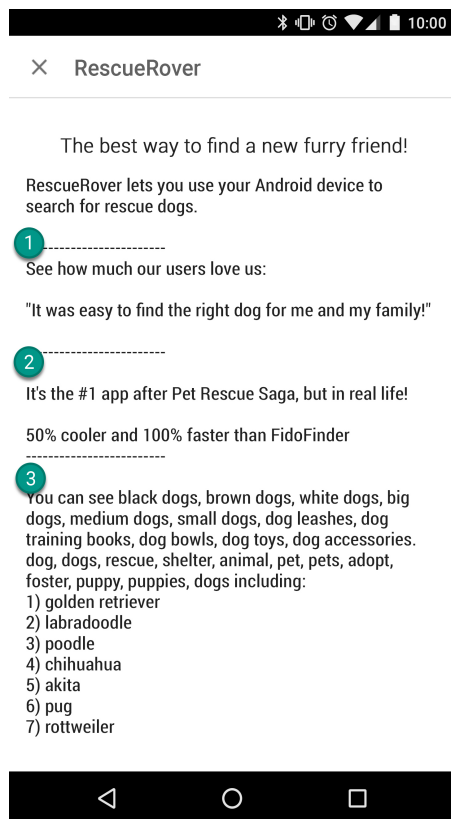 10:00
RescueRover
The best way to find a new furry friend!
RescueRover lets you use your Android device to
search for rescue dogs.
1
-----------------------
See how much our users love us:
"It was easy to find the right dog for me and my family!"
-----------------------
2
It's the #1 app after Pet Rescue Saga, but in real life!
50% cooler and 100% faster than FidoFinder
-------------------------
3
You can see black dogs, brown dogs, white dogs, big
dogs, medium dogs, small dogs, dog leashes, dog
training books, dog bowls, dog toys, dog accessories.
dog, dogs, rescue, shelter, animal, pet, pets, adopt,
foster, puppy, puppies, dogs including:
1) golden retriever
2) labradoodle
3) poodle
4) chihuahua
5) akita
6) pug
7) rottweiler